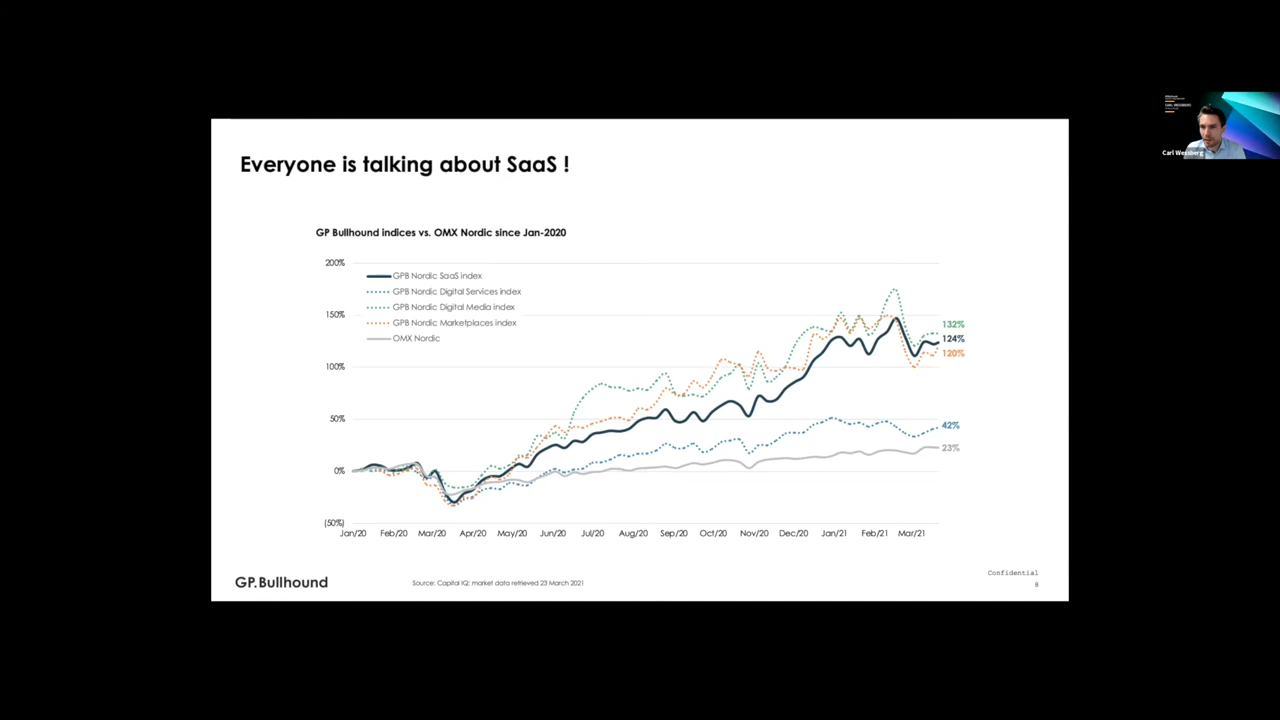 Everyone is talking about SaaS !
GP Bullhound indices vs. OMX Nordic since Jan-2020
200%
150%
100%
50%
0%
(50%)
GPB Nordic SaaS index
GPB Nordic Digital Services index
GPB Nordic Digital Media index
GPB Nordic Marketplaces index
OMX Nordic
132%
124%
120%
42%
23%
Jan/20 Feb/20 Mar/20 Apr/20 May/20 Jun/20 Jul/20 Aug/20 Sep/20 Oct/20 Nov/20 Dec/20 Jan/21 Feb/21 Mar/21
GP.Bullhound
Source: Capital IQ; market data retrieved 23 March 2021
Confidential
8
Carl Wessberg